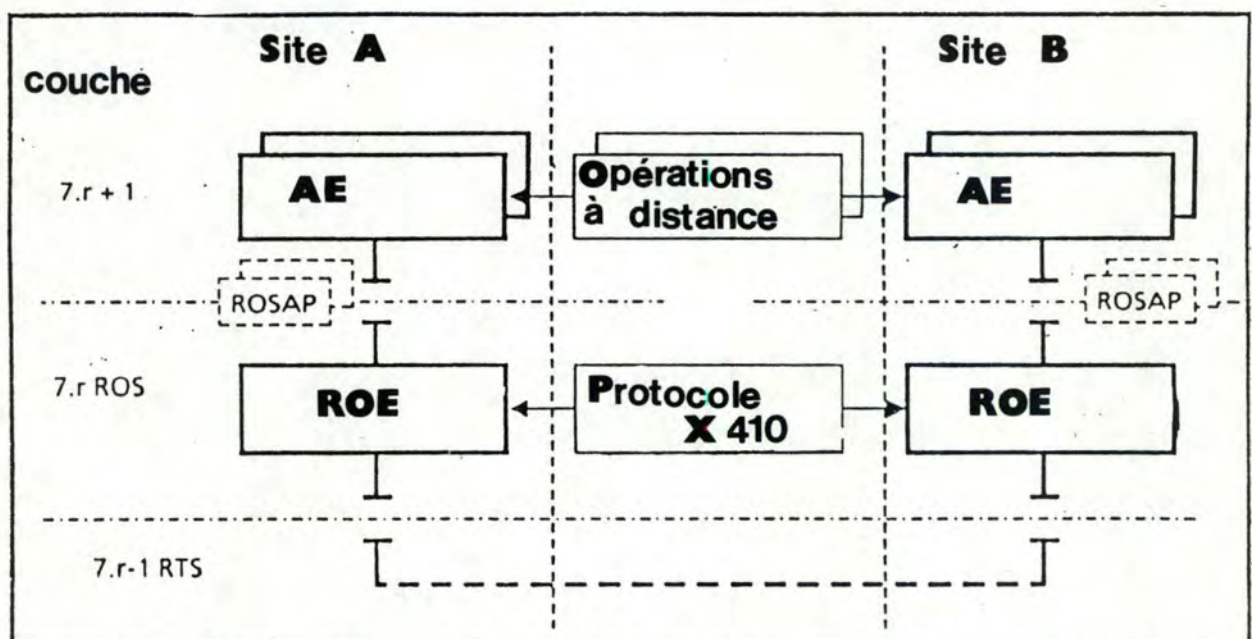 Site A
Site B
couche
7.r + 1
AE
Opérations
à distance
AE
ROSAP
ROSAP
7.r ROS
ROE
Protocole
X 410
ROE
7.r-1 RTS